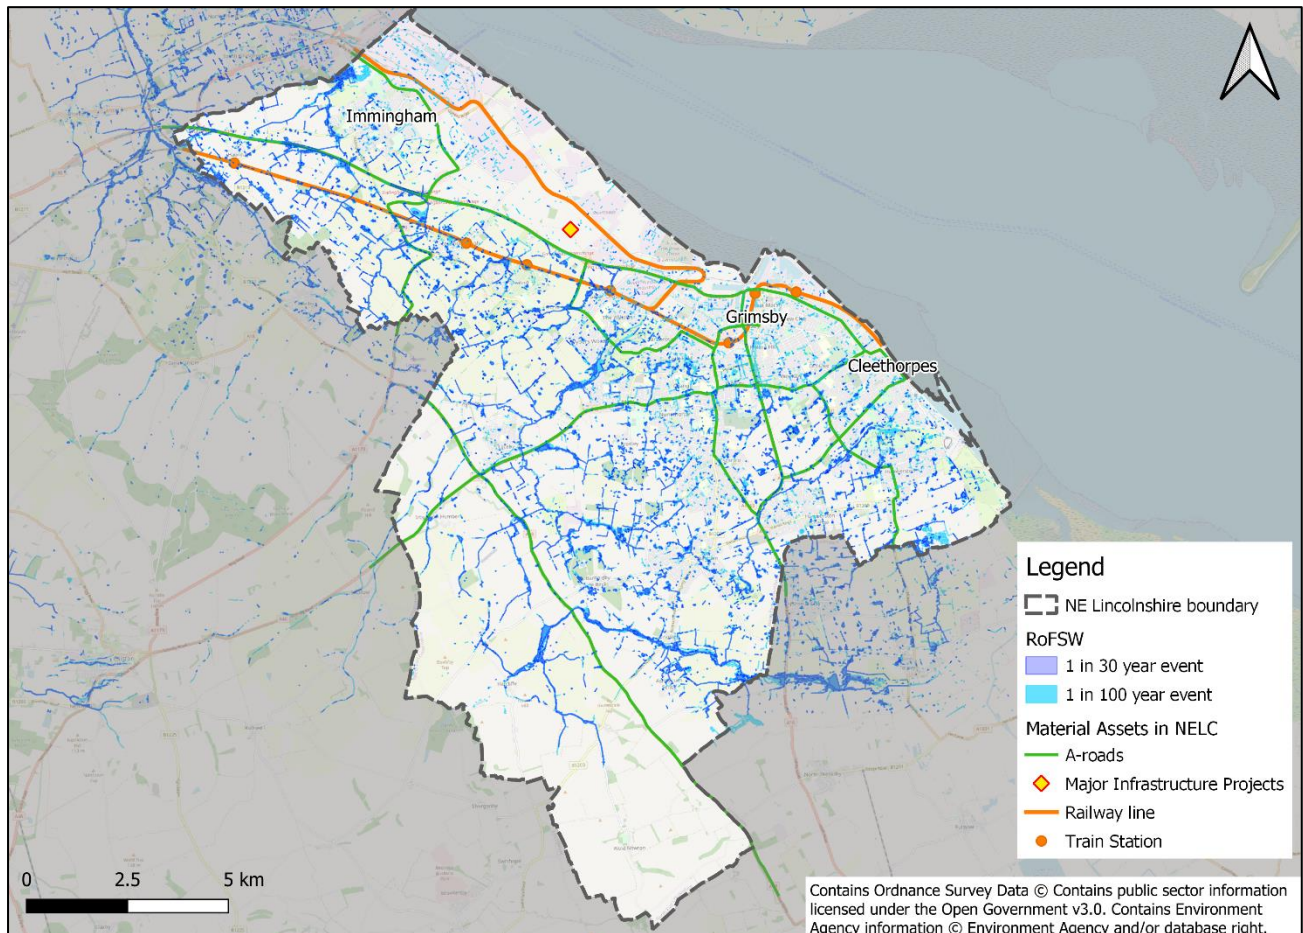 Immingham
Grimsby
Cleethorpes
Legend
NE Lincolnshire boundary
RoFSW
1 in 30 year event
1 in 100 year event
Material Assets in NELC
A-roads
Major Infrastructure Projects
Railway line
Train Station
0 2.5 5 km
Contains Ordnance Survey Data © Contains public sector information
licensed under the Open Government v3.0. Contains Environment
Agency information © Environment Agency and/or database right.